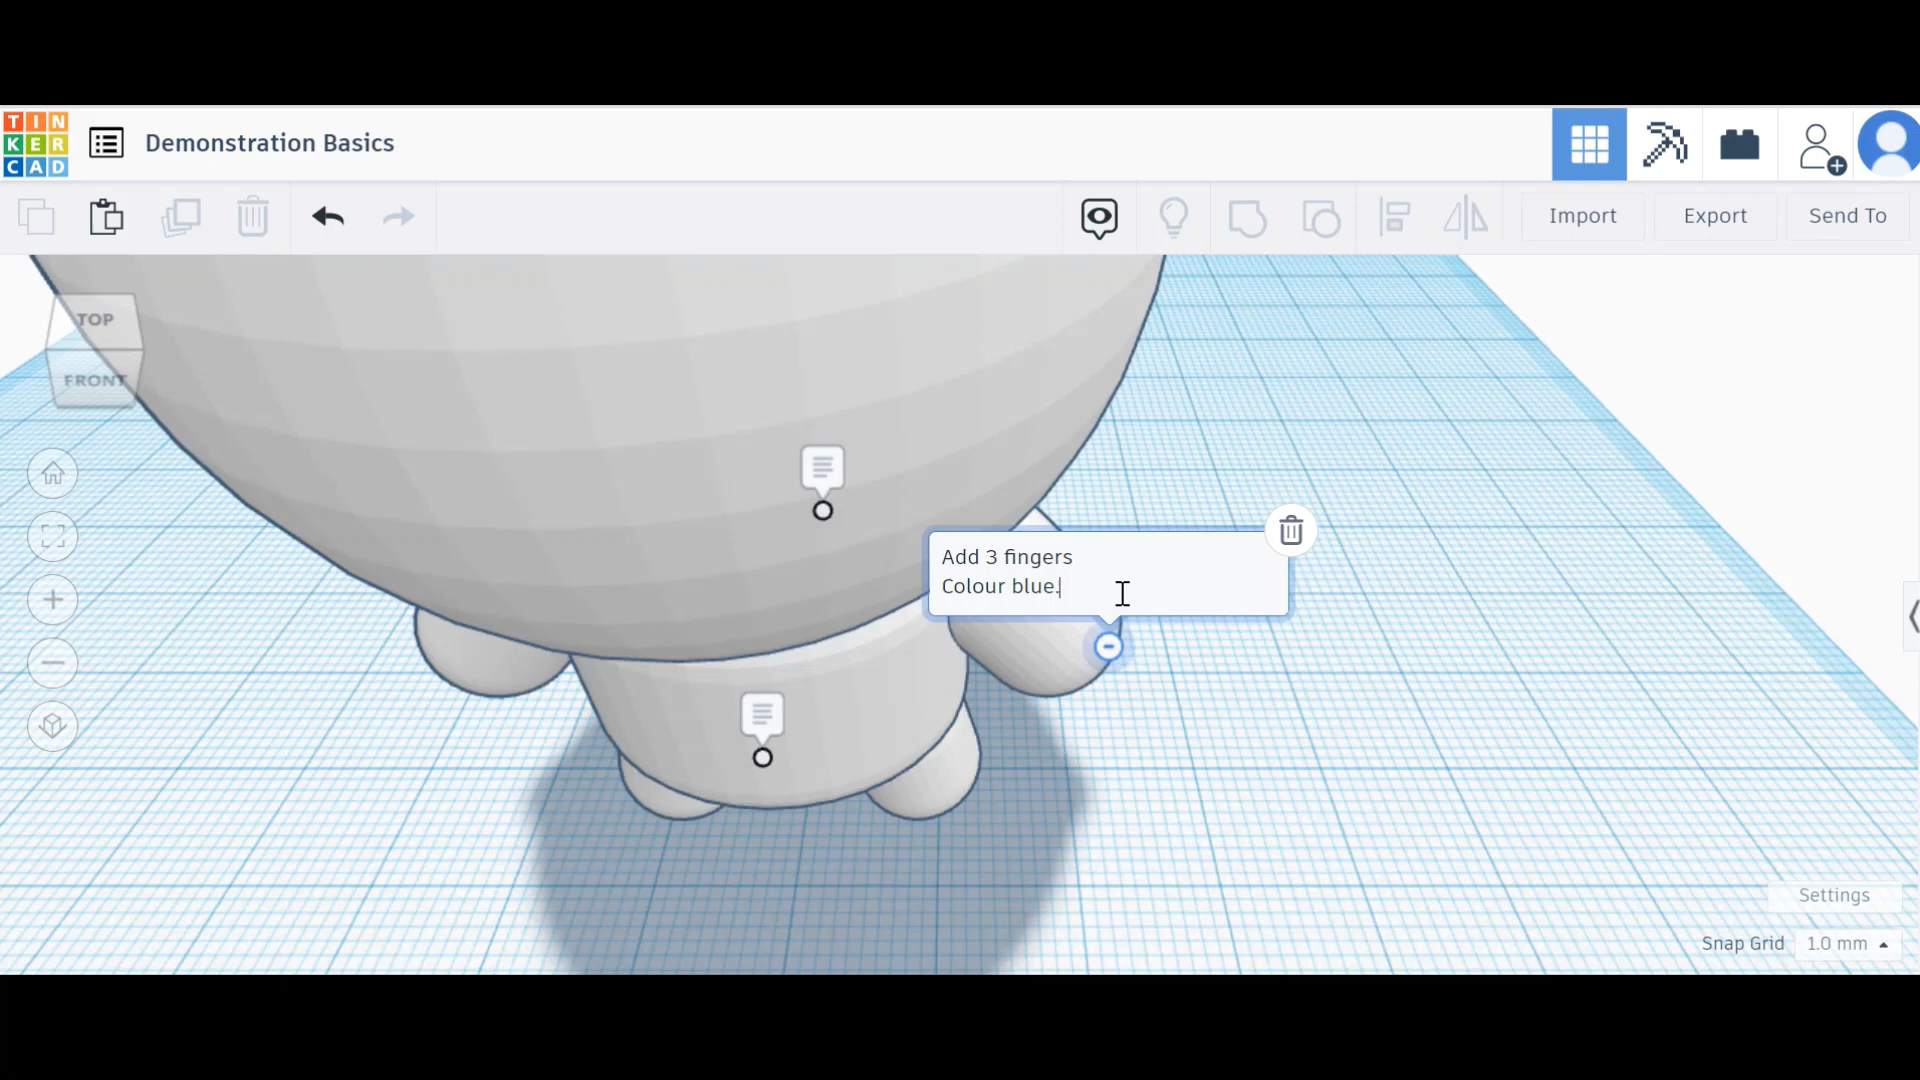 TIN
KER
CAD
Demonstration Basics
Import
Export
Send To
TOP
FRONT
Add 3 fingers
Colour blue.
Settings
Snap Grid 1.0 mm